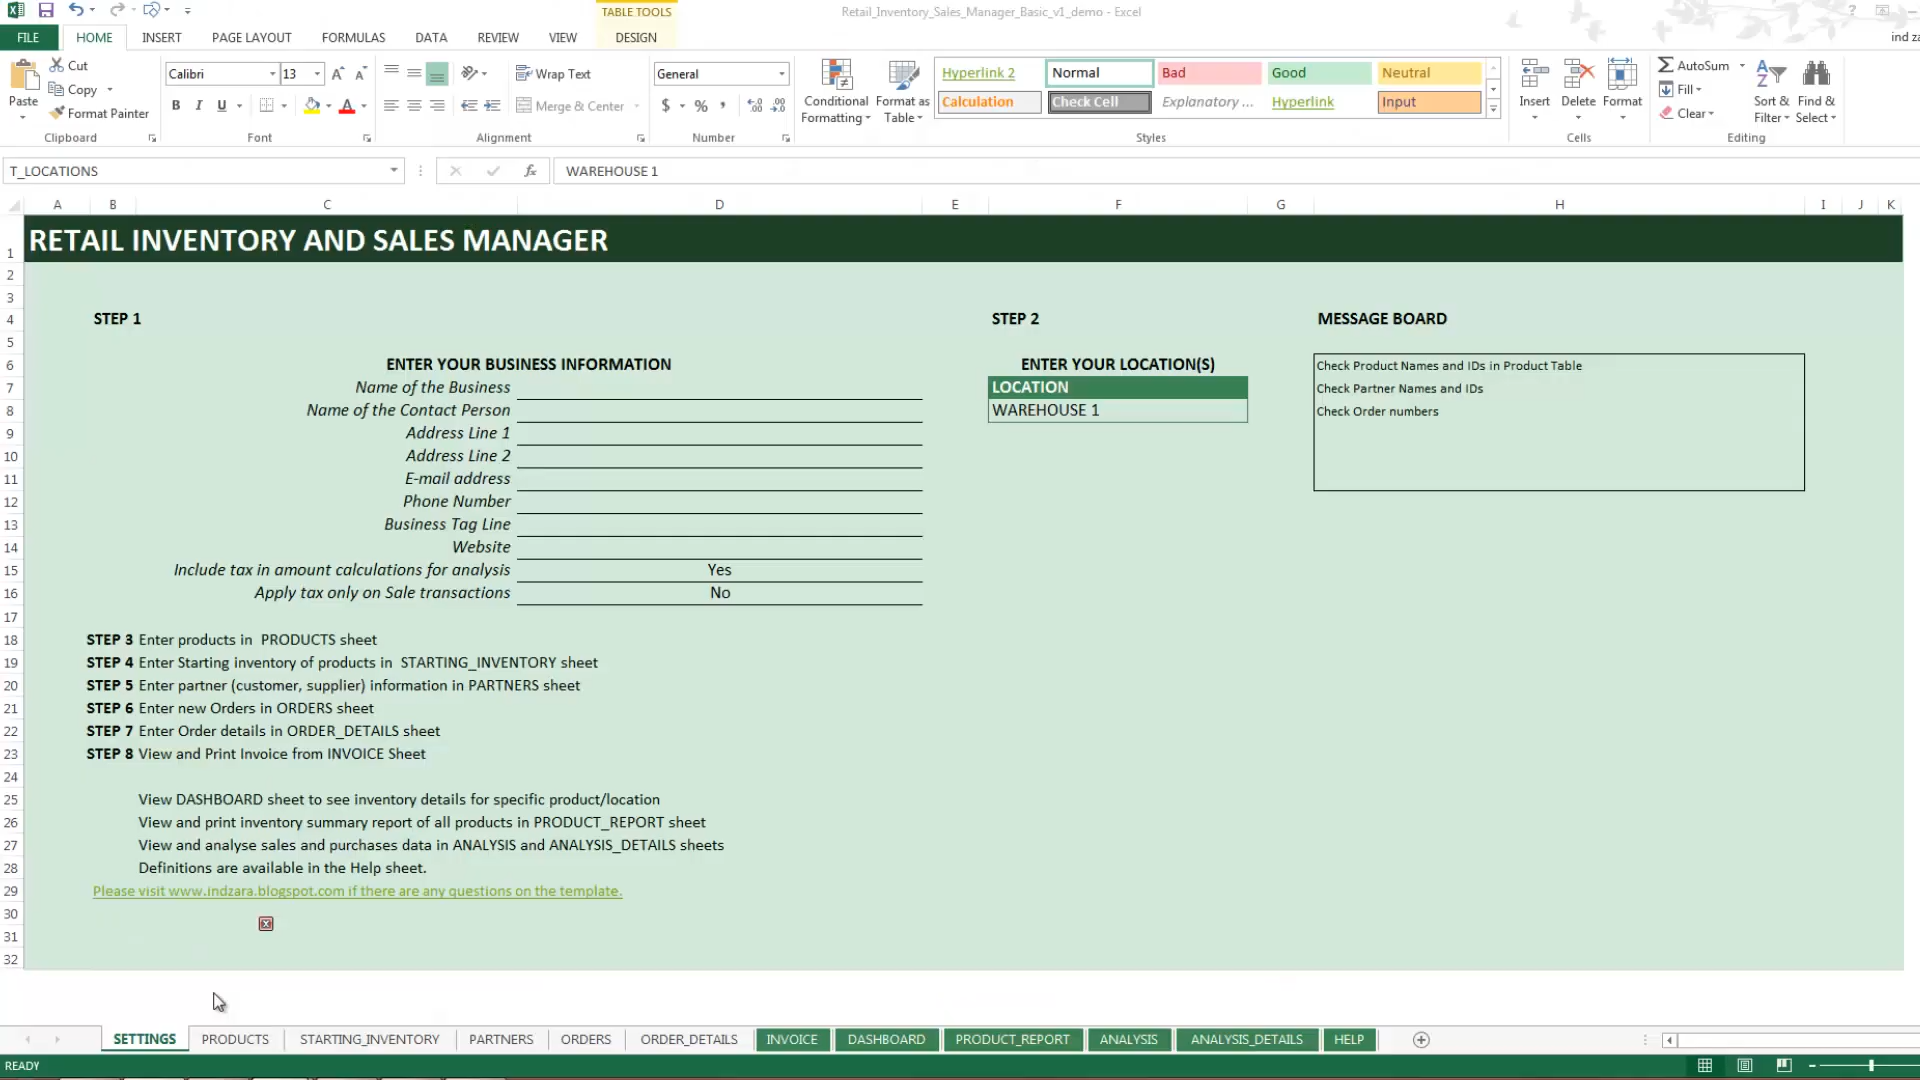 TABLE TOOLS
Retail_Inventory_Sales_Manager_Basic_v1_demo - Excel
FILE HOME INSERT PAGE LAYOUT FORMULAS DATA REVIEW VIEW DESIGN
Paste
Cut
Copy
Format Painter
Clipboard
Calibri 13
B I U
Font
Wrap Text
Merge & Center
Alignment
General
$ %
Number
Conditional Formatting
Format as Table
Hyperlink 2 Normal Bad Good Neutral
Calculation Check Cell Explanatory ... Hyperlink Input
Styles
Insert Delete Format
Cells
AutoSum
Fill
Clear
Sort & Filter
Find & Select
Editing
T_LOCATIONS
WAREHOUSE 1
A B C D E F G H I J K
1 RETAIL INVENTORY AND SALES MANAGER
2
3
4 STEP 1 STEP 2 MESSAGE BOARD
5
6 ENTER YOUR BUSINESS INFORMATION ENTER YOUR LOCATION(S) Check Product Names and IDs in Product Table
7 Name of the Business LOCATION Check Partner Names and IDs
8 Name of the Contact Person WAREHOUSE 1 Check Order numbers
9 Address Line 1
10 Address Line 2
11 E-mail address
12 Phone Number
13 Business Tag Line
14 Website
15 Include tax in amount calculations for analysis Yes
16 Apply tax only on Sale transactions No
17
18 STEP 3 Enter products in PRODUCTS sheet
19 STEP 4 Enter Starting inventory of products in STARTING_INVENTORY sheet
20 STEP 5 Enter partner (customer, supplier) information in PARTNERS sheet
21 STEP 6 Enter new Orders in ORDERS sheet
22 STEP 7 Enter Order details in ORDER_DETAILS sheet
23 STEP 8 View and Print Invoice from INVOICE Sheet
24
25 View DASHBOARD sheet to see inventory details for specific product/location
26 View and print inventory summary report of all products in PRODUCT_REPORT sheet
27 View and analyse sales and purchases data in ANALYSIS and ANALYSIS_DETAILS sheets
28 Definitions are available in the Help sheet.
29 Please visit www.indzara.blogspot.com if there are any questions on the template.
30
31
32
SETTINGS PRODUCTS STARTING_INVENTORY PARTNERS ORDERS ORDER_DETAILS INVOICE DASHBOARD PRODUCT_REPORT ANALYSIS ANALYSIS_DETAILS HELP
READY